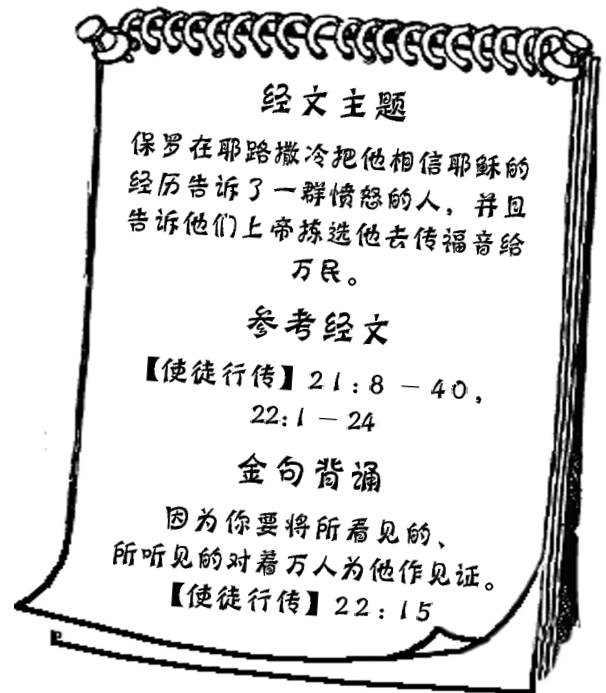 经文主题
保罗在耶路撒冷把他相信耶稣的
经历告诉了一群愤怒的人，并且
告诉他们上帝拣选他去传福音给
万民。
参考经文
【使徒行传】21：8－40，
22：1－24
金句背诵
因为你要将所看见的、
所听见的对着万人为他作见证。
【使徒行传】22：15